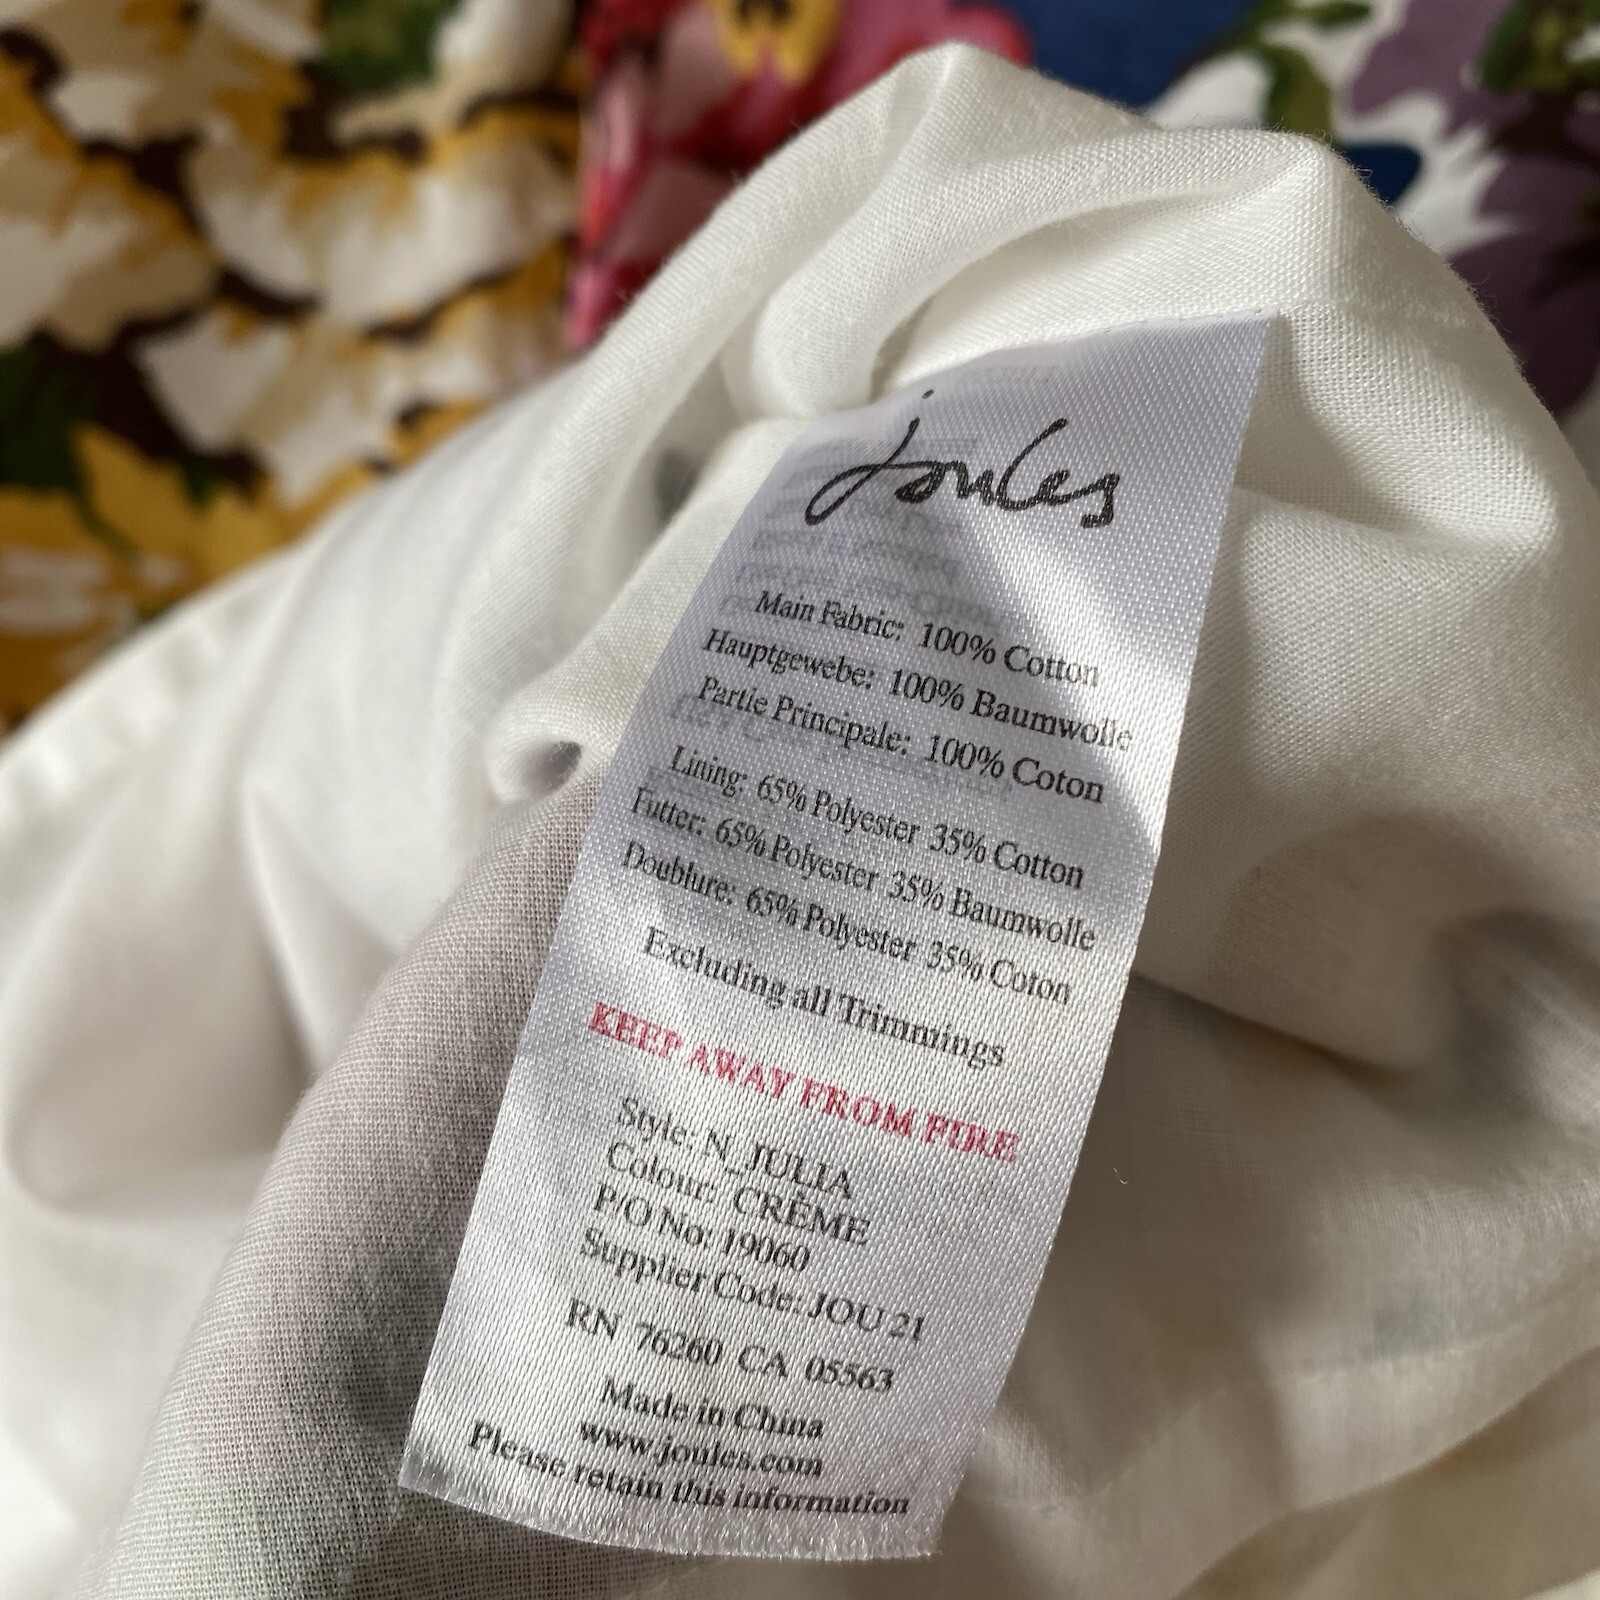 joules
Main Fabric: 100% Cotton
Hauptgewebe: 100% Baumwolle
Partie Principale: 100% Coton
Lining: 65% Polyester 35% Cotton
Futter: 65% Polyester 35% Baumwolle
Doublure: 65% Polyester 35% Coton
Excluding all Trimmings
KEEP AWAY FROM FIRE
Style: N_JULIA
Colour: CRÈME
P/O No: 19060
Supplier Code: JOU 21
RN 76260 CA 05563
Made in China
www.joules.com
Please retain this information